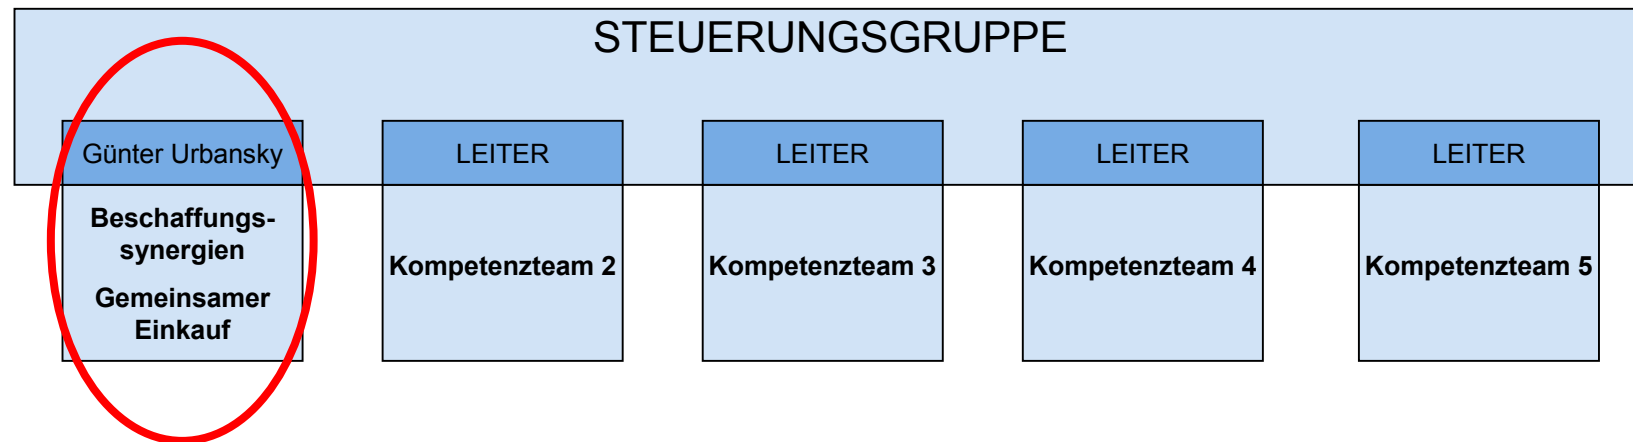 STEUERUNGSGRUPPE
Günter Urbansky
LEITER
LEITER
LEITER
LEITER
Beschaffungs-
synergien
Gemeinsamer
Einkauf
Kompetenzteam 2
Kompetenzteam 3
Kompetenzteam 4
Kompetenzteam 5